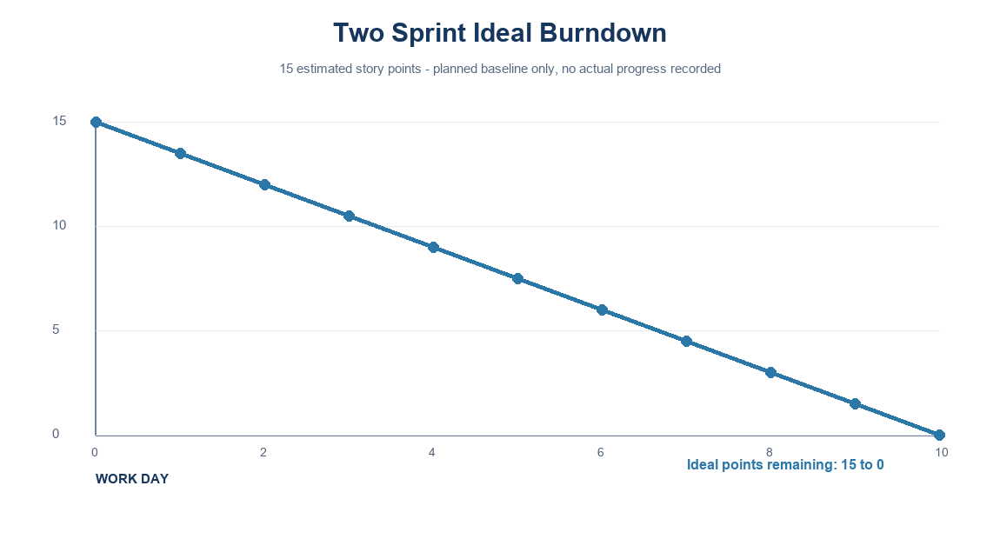 Two Sprint Ideal Burndown
15 estimated story points - planned baseline only, no actual progress recorded
15
10
5
0
0 2 4 6 8 10
Ideal points remaining: 15 to 0
WORK DAY